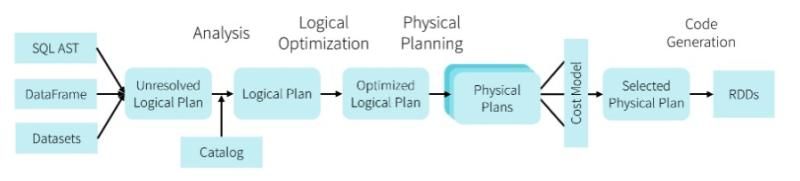 Analysis
Logical
Optimization
Physical
Planning
Code
Generation
SQL AST
DataFrame
Datasets
Unresolved
Logical Plan
Catalog
Logical Plan
Optimized
Logical Plan
Physical
Plans
Cost Model
Selected
Physical Plan
RDDs